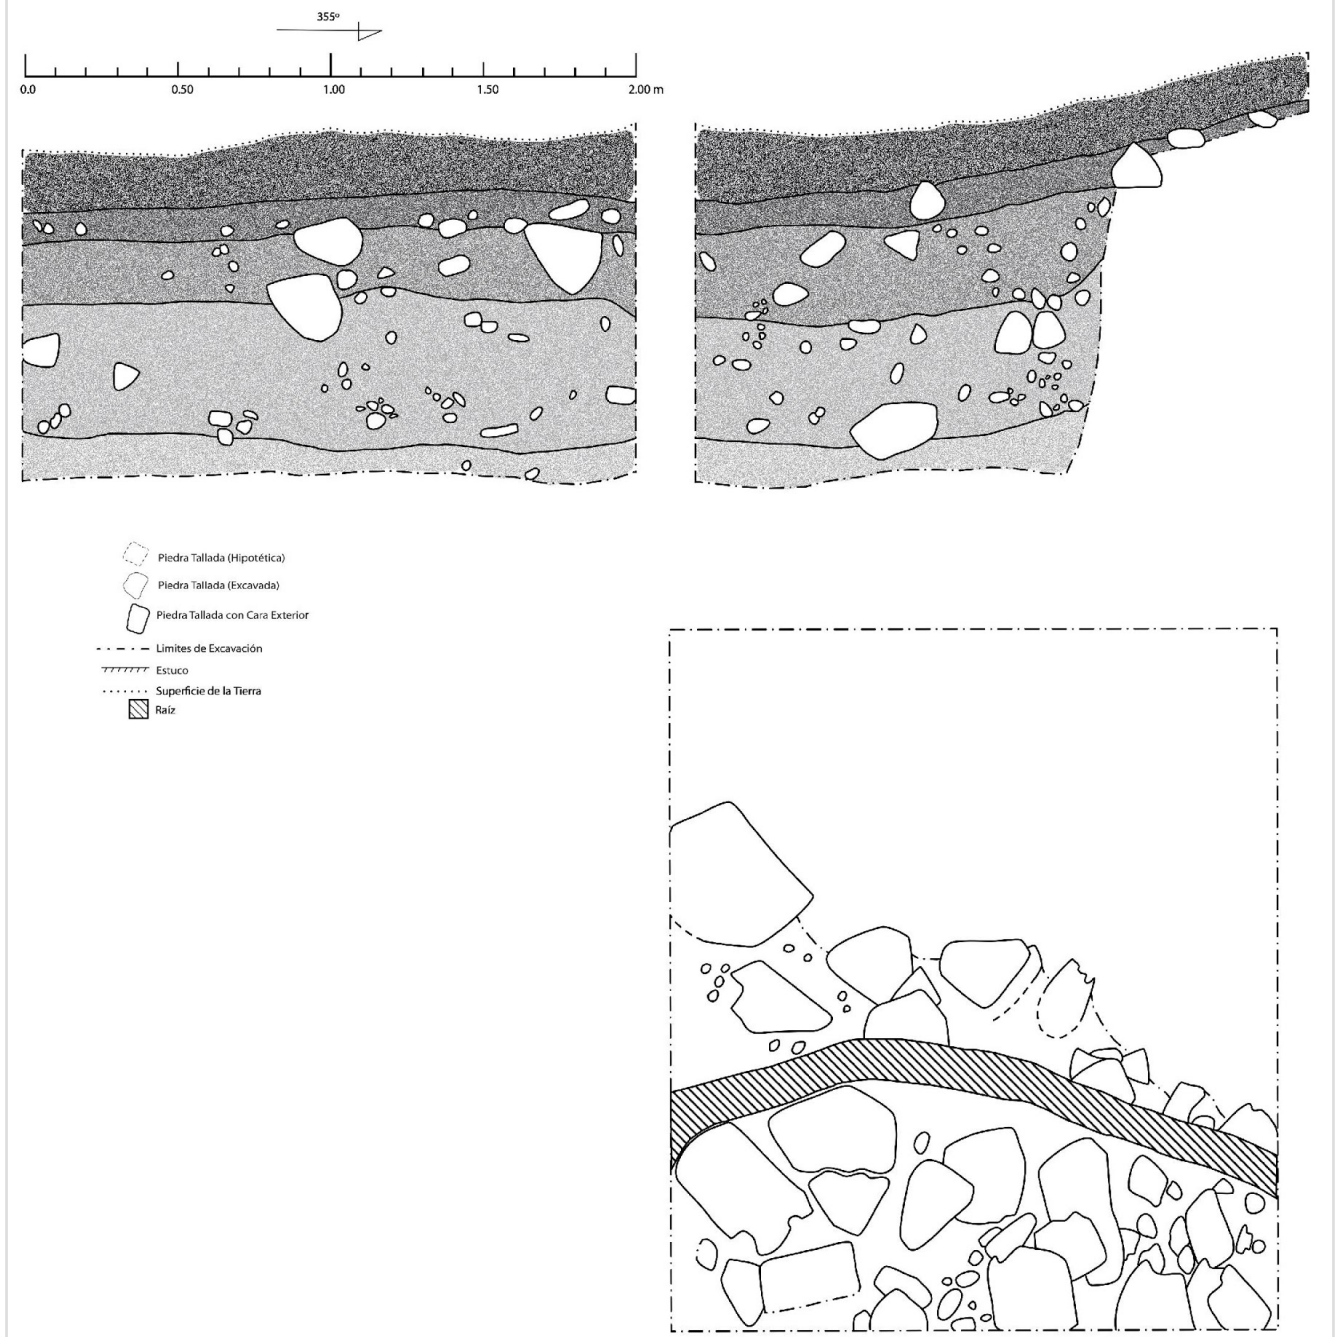 355º
0.0 0.50 1.00 1.50 2.00 m
Piedra Tallada (Hipotética)
Piedra Tallada (Excavada)
Piedra Tallada con Cara Exterior
Limites de Excavación
Estuco
Superficie de la Tierra
Raíz